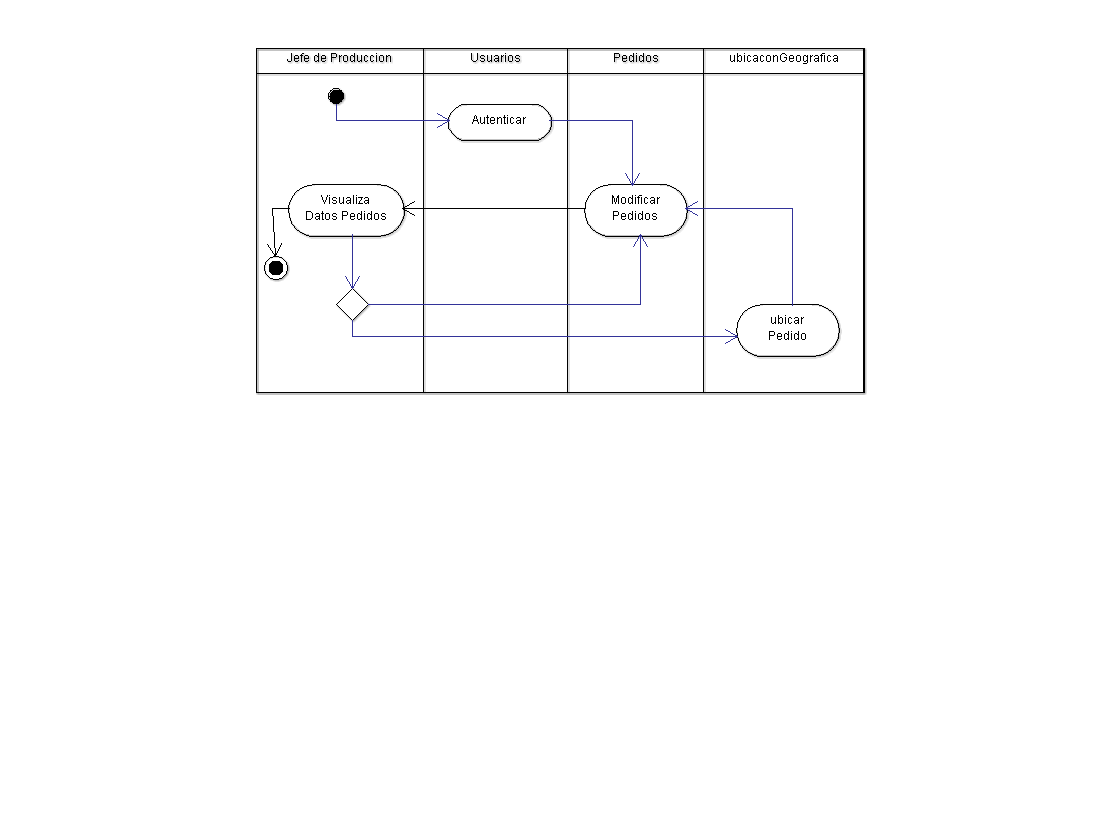 Jefe de Produccion
Usuarios
Pedidos
ubicaconGeografica
Autenticar
Visualiza
Datos Pedidos
Modificar
Pedidos
ubicar
Pedido